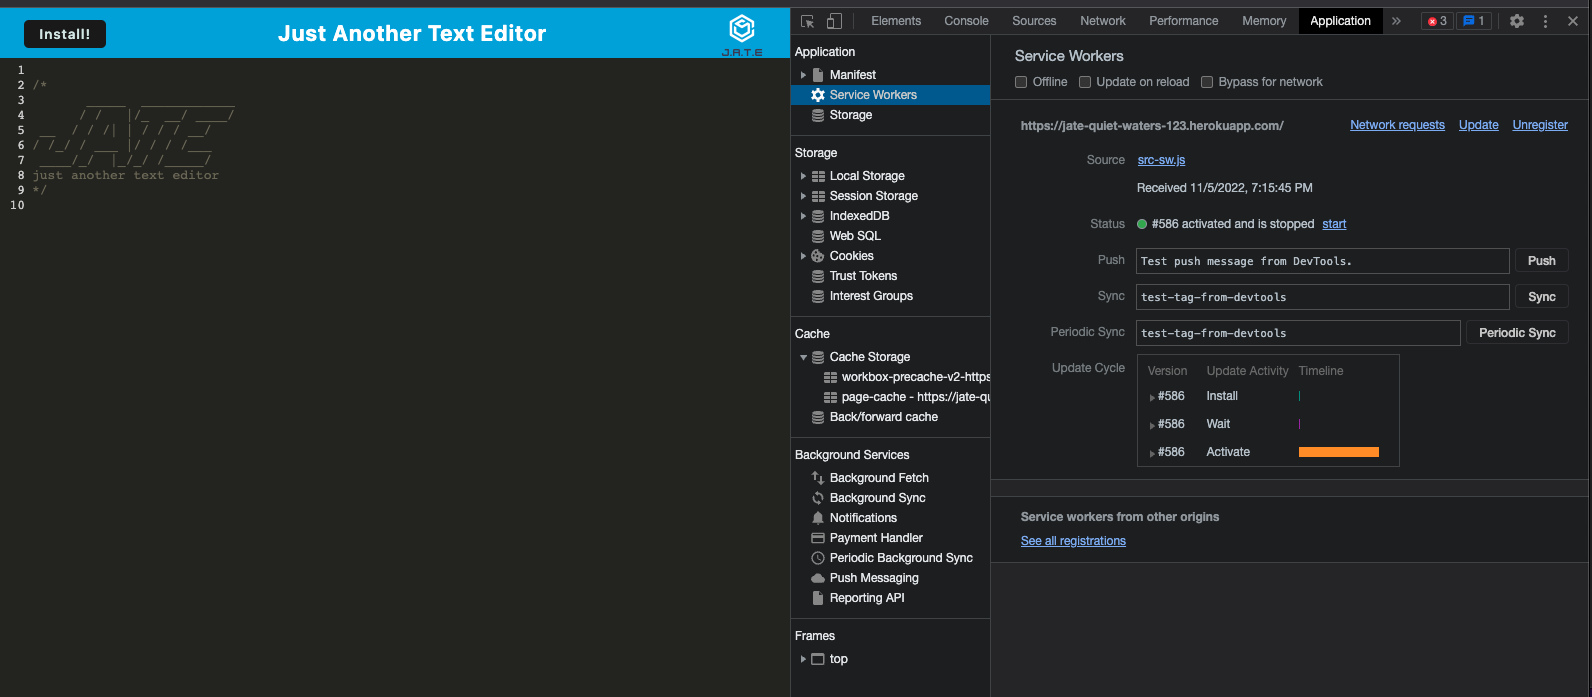 Install!
Just Another Text Editor
J.A.T.E
1
2 /*
3
4
5
6
7
8 just another text editor
9 */
10
Elements Console Sources Network Performance Memory Application » 3 1
Application
Manifest
Service Workers
Storage
Storage
Local Storage
Session Storage
IndexedDB
Web SQL
Cookies
Trust Tokens
Interest Groups
Cache
Cache Storage
workbox-precache-v2-https
page-cache - https://jate-qu
Back/forward cache
Background Services
Background Fetch
Background Sync
Notifications
Payment Handler
Periodic Background Sync
Push Messaging
Reporting API
Frames
top
Service Workers
Offline Update on reload Bypass for network
https://jate-quiet-waters-123.herokuapp.com/ Network requests Update Unregister
Source src-sw.js
Received 11/5/2022, 7:15:45 PM
Status #586 activated and is stopped start
Push Test push message from DevTools. Push
Sync test-tag-from-devtools Sync
Periodic Sync test-tag-from-devtools Periodic Sync
Update Cycle Version Update Activity Timeline
#586 Install
#586 Wait
#586 Activate
Service workers from other origins
See all registrations